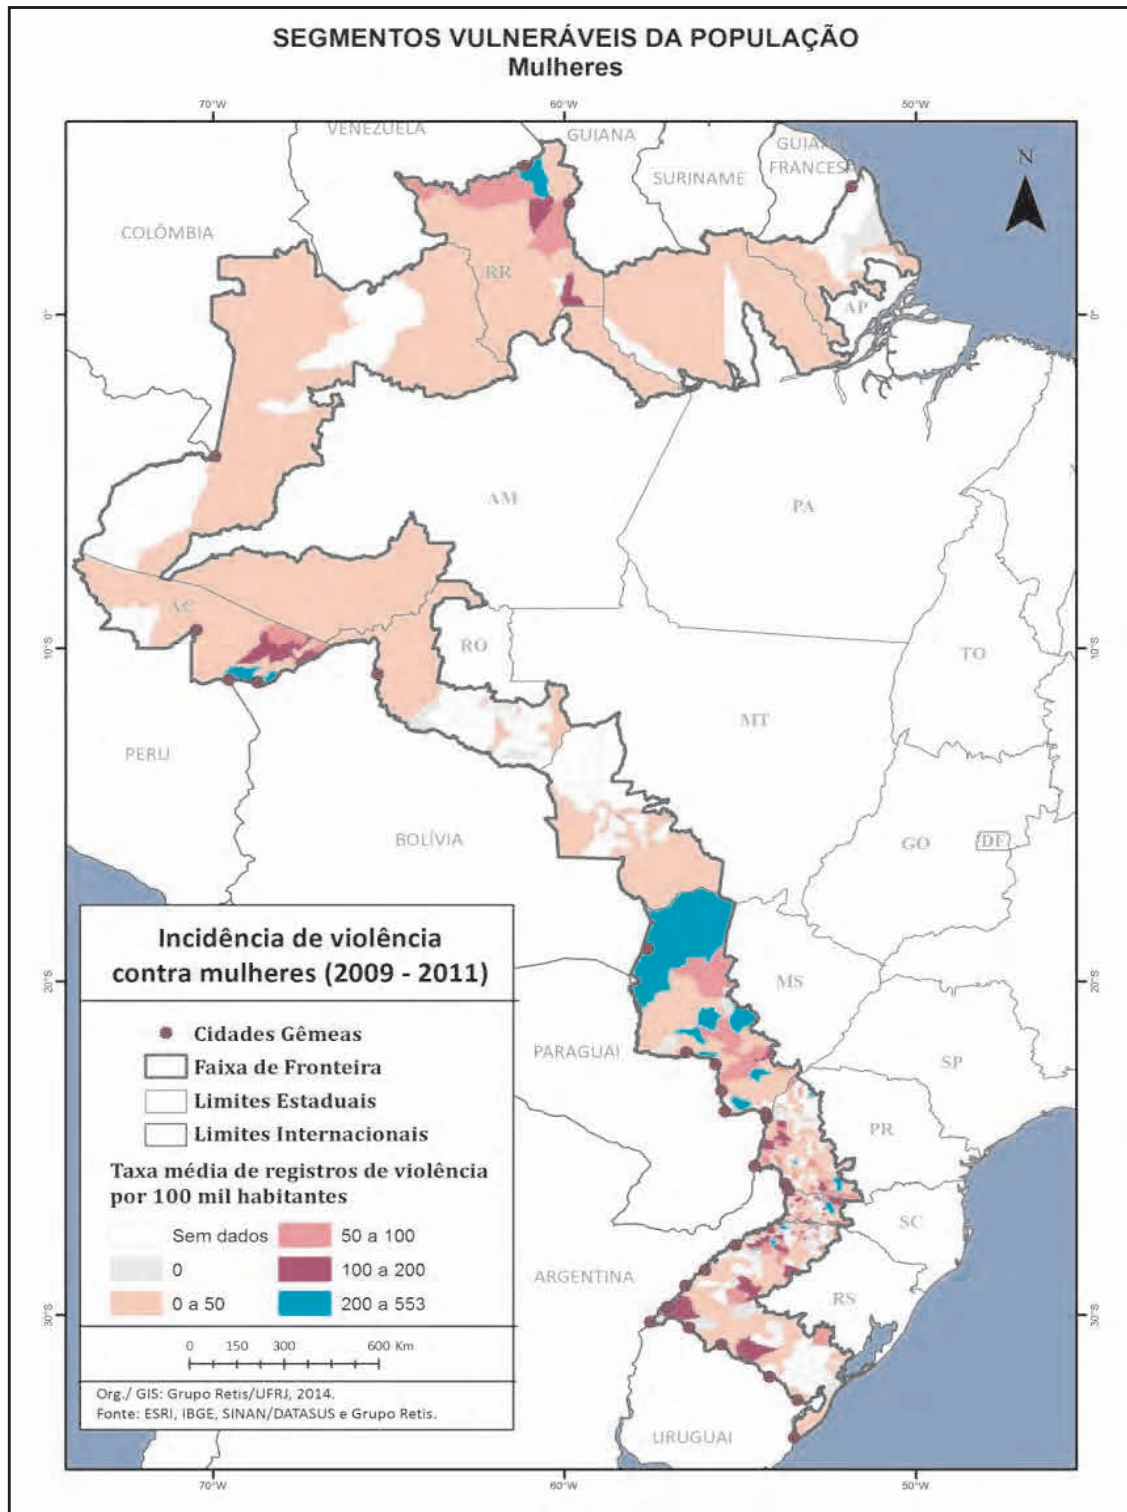 SEGMENTOS VULNERÁVEIS DA POPULAÇÃO
Mulheres
70°W
60°W
50°W
VENEZUELA
GUIANA
GUIANA
FRANCESA
SURINAME
N
COLÔMBIA
RR
AP
0°
0°
AM
PA
AC
RO
TO
10°S
10°S
MT
PERU
BOLÍVIA
GO
DF
MS
20°S
20°S
SP
PARAGUAI
PR
SC
ARGENTINA
RS
30°S
30°S
URUGUAI
Incidência de violência
contra mulheres (2009 - 2011)
Cidades Gêmeas
Faixa de Fronteira
Limites Estaduais
Limites Internacionais
Taxa média de registros de violência
por 100 mil habitantes
Sem dados
50 a 100
0
100 a 200
0 a 50
200 a 553
0 150 300 600 Km
Org./ GIS: Grupo Retis/UFRJ, 2014.
Fonte: ESRI, IBGE, SINAN/DATASUS e Grupo Retis.
70°W
60°W
50°W